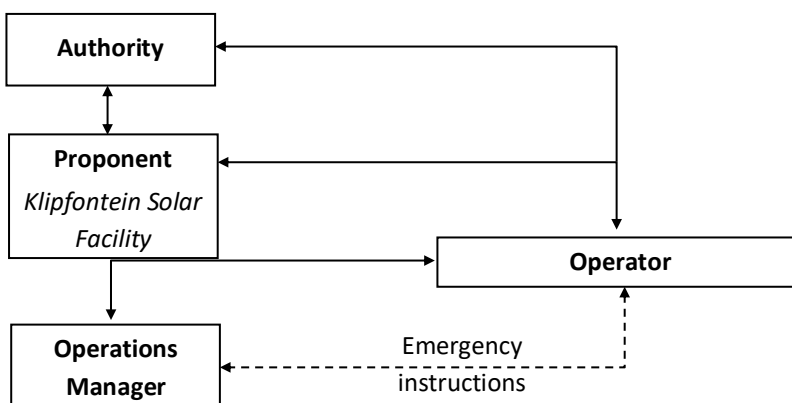 Authority
Proponent
Klipfontein Solar
Facility
Operator
Operations
Manager
Emergency
instructions